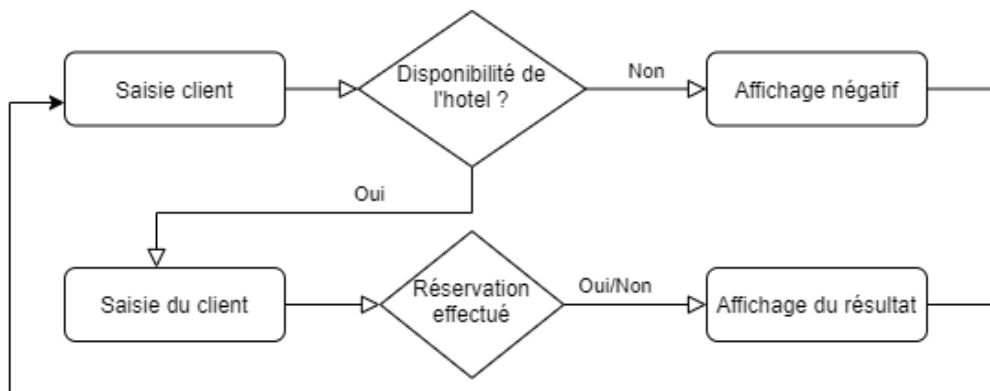 Saisie client
Disponibilité de
l'hotel ?
Non
Affichage négatif
Oui
Saisie du client
Réservation
effectué
Oui/Non
Affichage du résultat